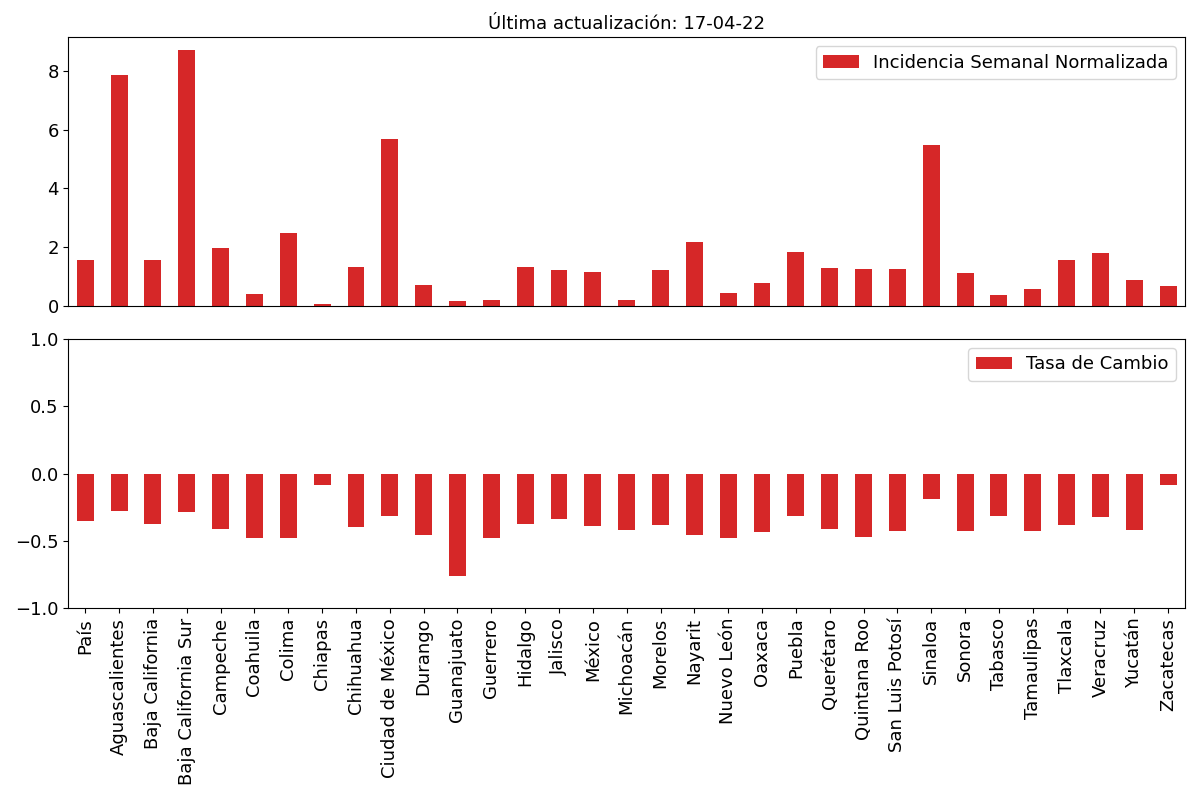 Última actualización: 17-04-22
Incidencia Semanal Normalizada
8
6
4
2
0
Tasa de Cambio
1.0
0.5
0.0
−0.5
−1.0
País
Aguascalientes
Baja California
Baja California Sur
Campeche
Coahuila
Colima
Chiapas
Chihuahua
Ciudad de México
Durango
Guanajuato
Guerrero
Hidalgo
Jalisco
México
Michoacán
Morelos
Nayarit
Nuevo León
Oaxaca
Puebla
Querétaro
Quintana Roo
San Luis Potosí
Sinaloa
Sonora
Tabasco
Tamaulipas
Tlaxcala
Veracruz
Yucatán
Zacatecas